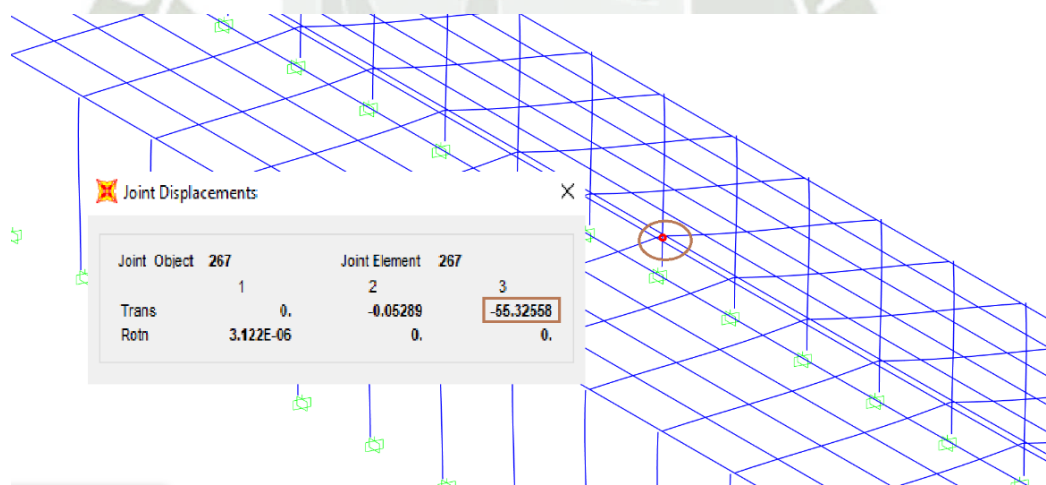 Joint Displacements
Joint Object 267 Joint Element 267
1 2 3
Trans 0. -0.05289 -55.32558
Rotn 3.122E-06 0. 0.